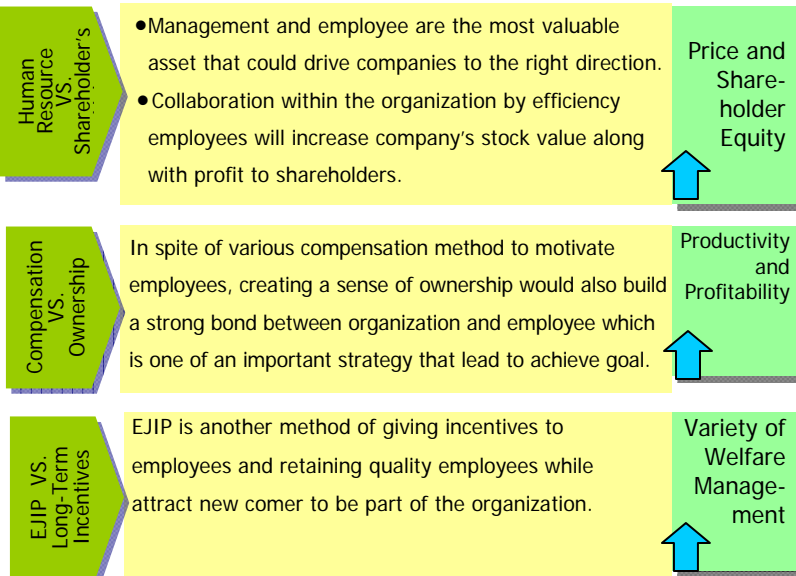 Human
Resource
VS.
Shareholder's
●Management and employee are the most valuable
asset that could drive companies to the right direction.
●Collaboration within the organization by efficiency
employees will increase company's stock value along
with profit to shareholders.
Price and
Share-
holder
Equity
Compensation
VS.
Ownership
In spite of various compensation method to motivate
employees, creating a sense of ownership would also build
a strong bond between organization and employee which
is one of an important strategy that lead to achieve goal.
Productivity
and
Profitability
EJIP VS.
Long-Term
Incentives
EJIP is another method of giving incentives to
employees and retaining quality employees while
attract new comer to be part of the organization.
Variety of
Welfare
Manage-
ment